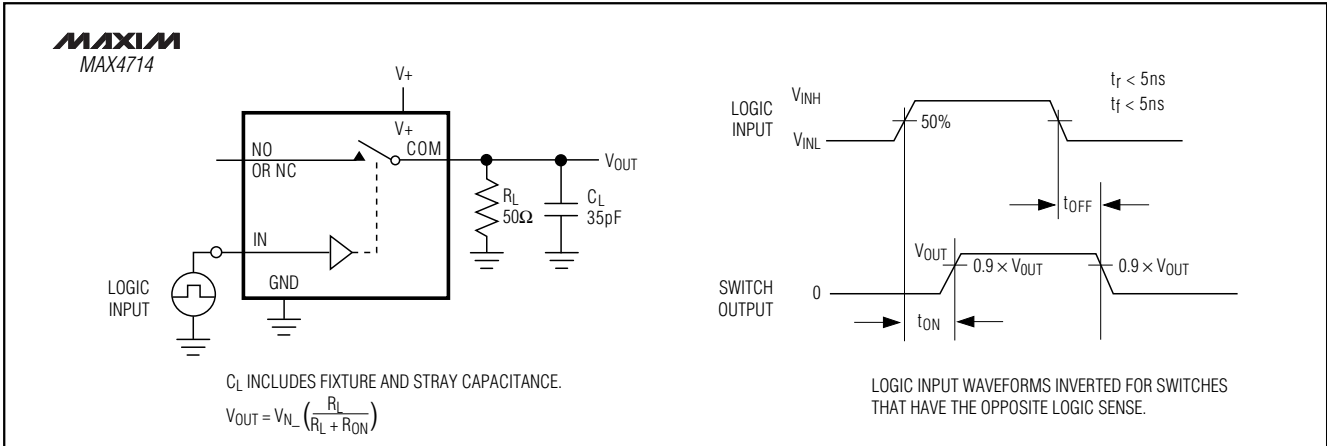 MAXIM
MAX4714
V+
V+
NO
OR NC
COM
VOUT
RL
50Ω
CL
35pF
IN
GND
LOGIC
INPUT
CL INCLUDES FIXTURE AND STRAY CAPACITANCE.
VOUT = VN_ (RL / RL + RON)
LOGIC
INPUT
VINH
VINL
50%
tr < 5ns
tf < 5ns
tOFF
SWITCH
OUTPUT
VOUT
0
0.9 × VOUT
0.9 × VOUT
tON
LOGIC INPUT WAVEFORMS INVERTED FOR SWITCHES
THAT HAVE THE OPPOSITE LOGIC SENSE.